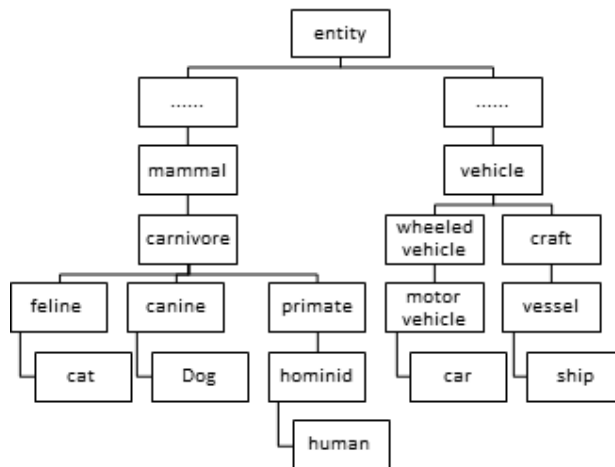 entity
......
......
mammal
vehicle
carnivore
wheeled
vehicle
craft
feline
canine
primate
motor
vehicle
vessel
cat
Dog
hominid
car
ship
human